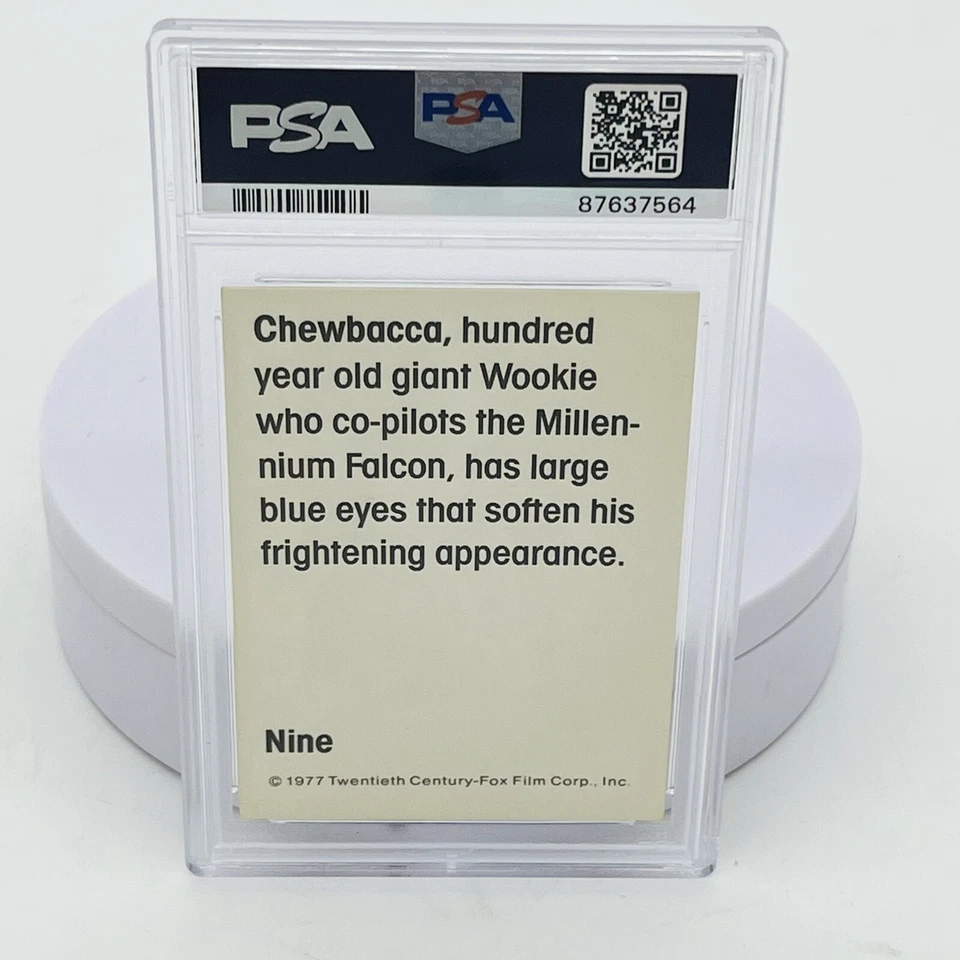 PSA
PSA
87637564
Chewbacca, hundred
year old giant Wookie
who co-pilots the Millen-
nium Falcon, has large
blue eyes that soften his
frightening appearance.
Nine
© 1977 Twentieth Century-Fox Film Corp., Inc.